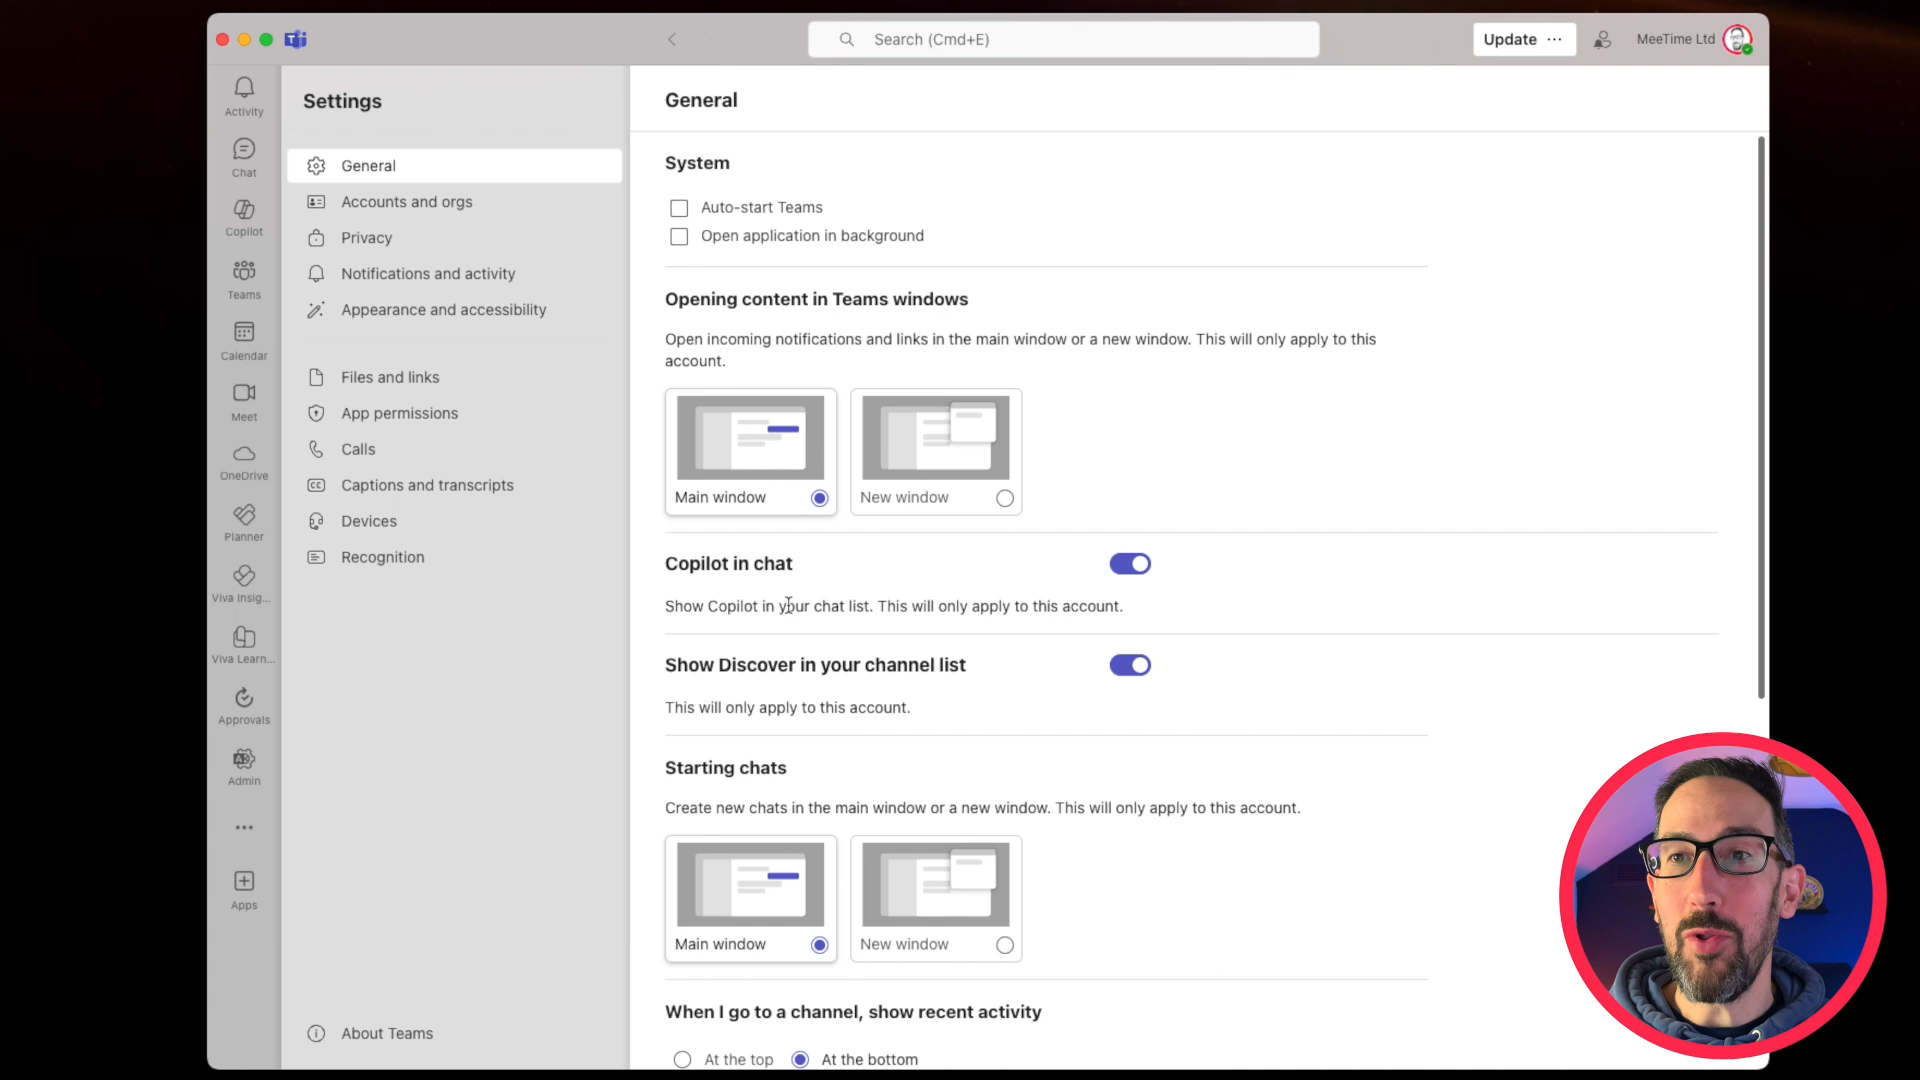 Search (Cmd+E)
Update ...
MeeTime Ltd
Activity
Chat
Copilot
Teams
Calendar
Meet
OneDrive
Planner
Viva Insig...
Viva Learn...
Approvals
Admin
Apps
Settings
General
Accounts and orgs
Privacy
Notifications and activity
Appearance and accessibility
Files and links
App permissions
Calls
Captions and transcripts
Devices
Recognition
About Teams
General
System
Auto-start Teams
Open application in background
Opening content in Teams windows
Open incoming notifications and links in the main window or a new window. This will only apply to this
account.
Main window
New window
Copilot in chat
Show Copilot in your chat list. This will only apply to this account.
Show Discover in your channel list
This will only apply to this account.
Starting chats
Create new chats in the main window or a new window. This will only apply to this account.
Main window
New window
When I go to a channel, show recent activity
At the top
At the bottom